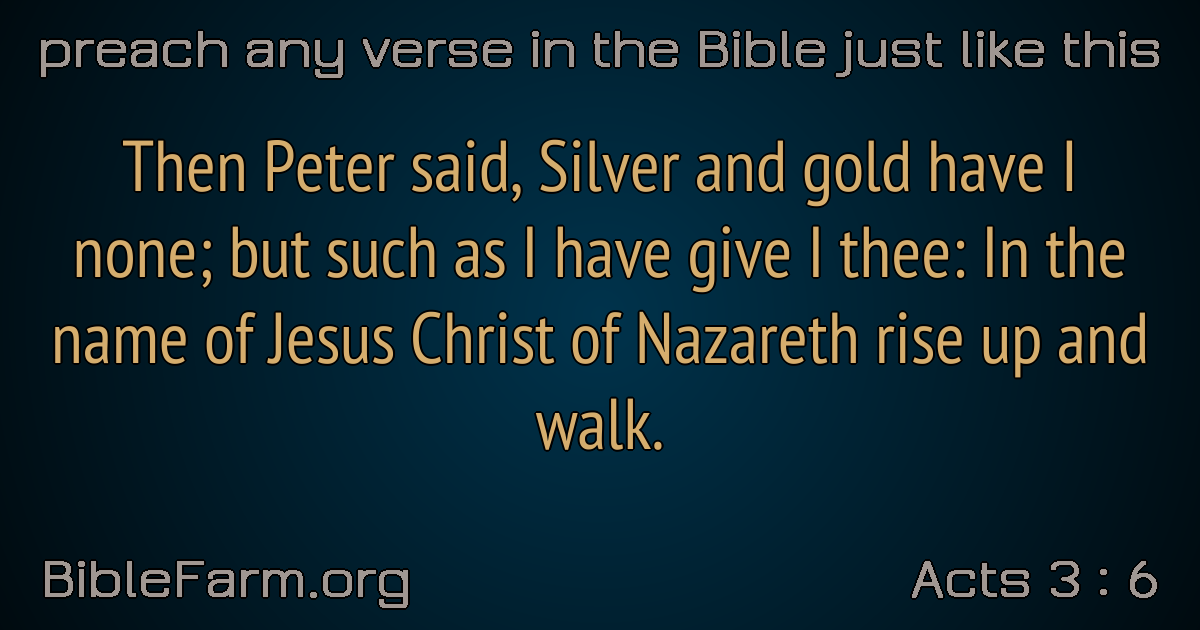 preach any verse in the Bible just like this
Then Peter said, Silver and gold have I
none; but such as I have give I thee: In the
name of Jesus Christ of Nazareth rise up and
walk.
BibleFarm.org
Acts 3 : 6